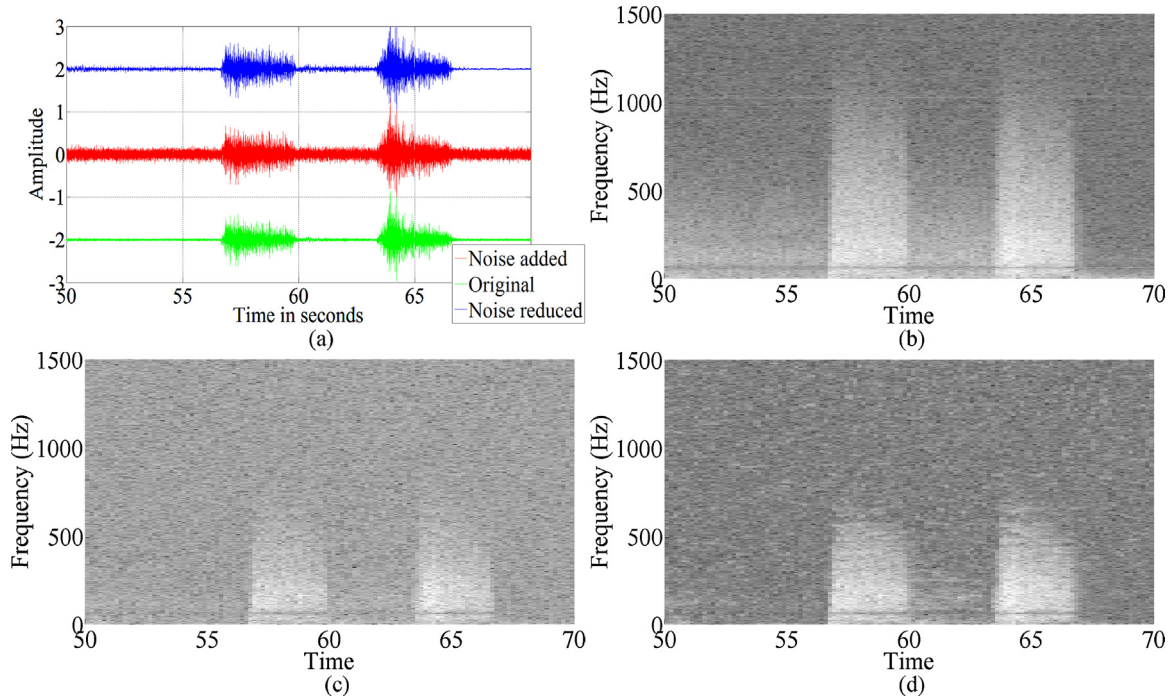 3
2
1
0
-1
-2
-3
Amplitude
50
55
60
65
Time in seconds
Noise added
Original
Noise reduced
(a)
1500
1000
500
0
Frequency (Hz)
50
55
60
65
70
Time
(b)
1500
1000
500
0
Frequency (Hz)
50
55
60
65
70
Time
(c)
1500
1000
500
0
Frequency (Hz)
50
55
60
65
70
Time
(d)